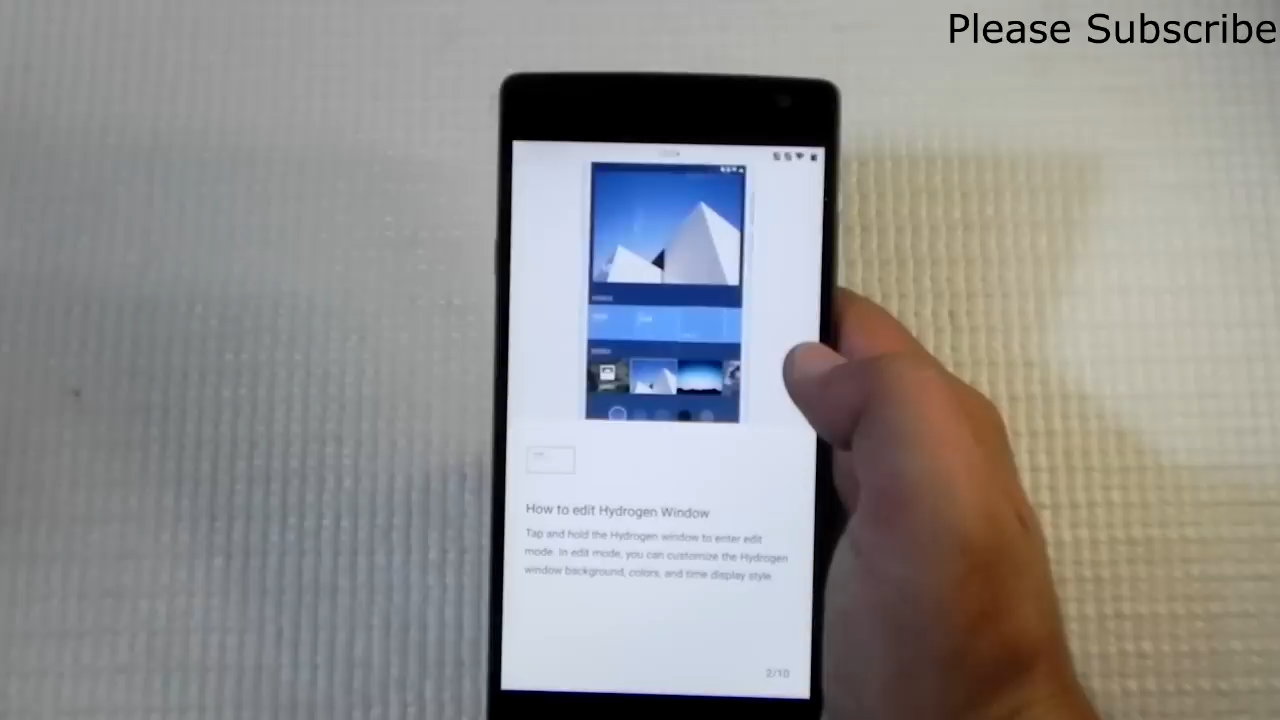 Please Subscribe
How to edit Hydrogen Window
Tap and hold the Hydrogen window to enter edit
mode. In edit mode, you can customize the Hydrogen
window background, colors, and time display style.
2/10